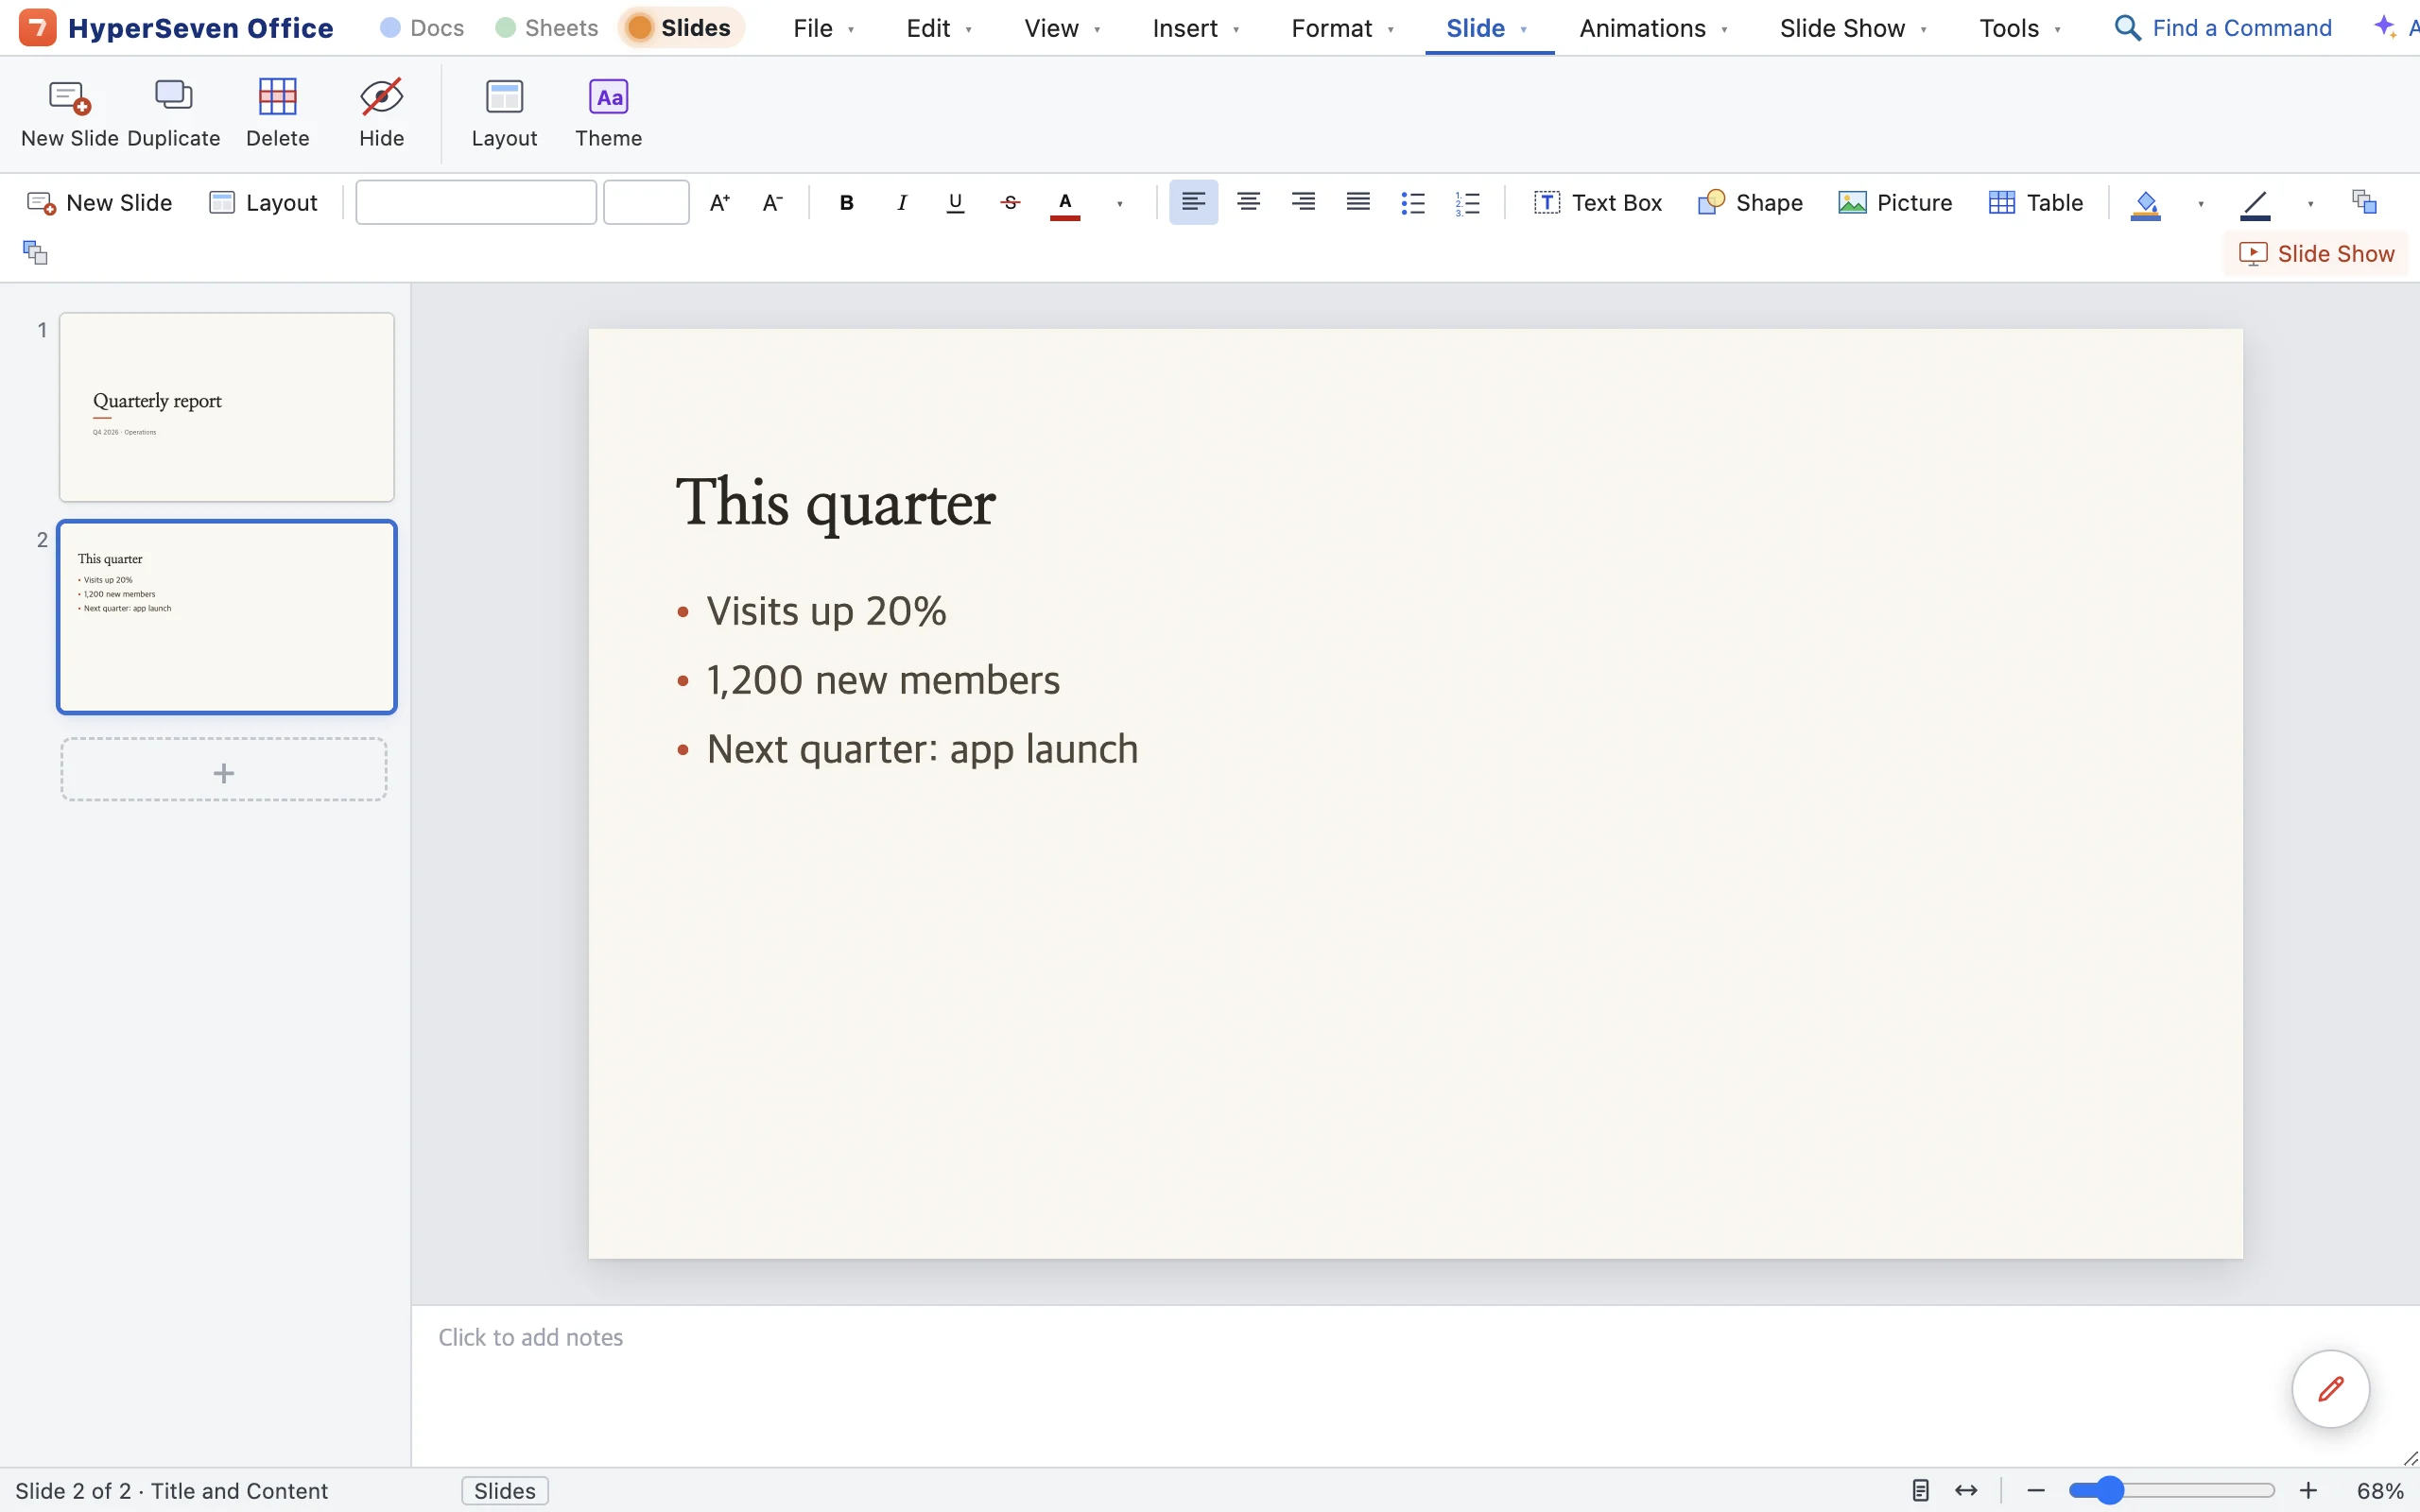 7 HyperSeven Office Docs Sheets Slides File Edit View Insert Format Slide Animations Slide Show Tools Find a Command
New Slide Duplicate Delete Hide Layout Theme
New Slide Layout A+ A- B I U S A Text Box Shape Picture Table
Slide Show
1
Quarterly report
Q4 2026 · Operations
2
This quarter
• Visits up 20%
• 1,200 new members
• Next quarter: app launch
+
This quarter
• Visits up 20%
• 1,200 new members
• Next quarter: app launch
Click to add notes
Slide 2 of 2 · Title and Content Slides 68%